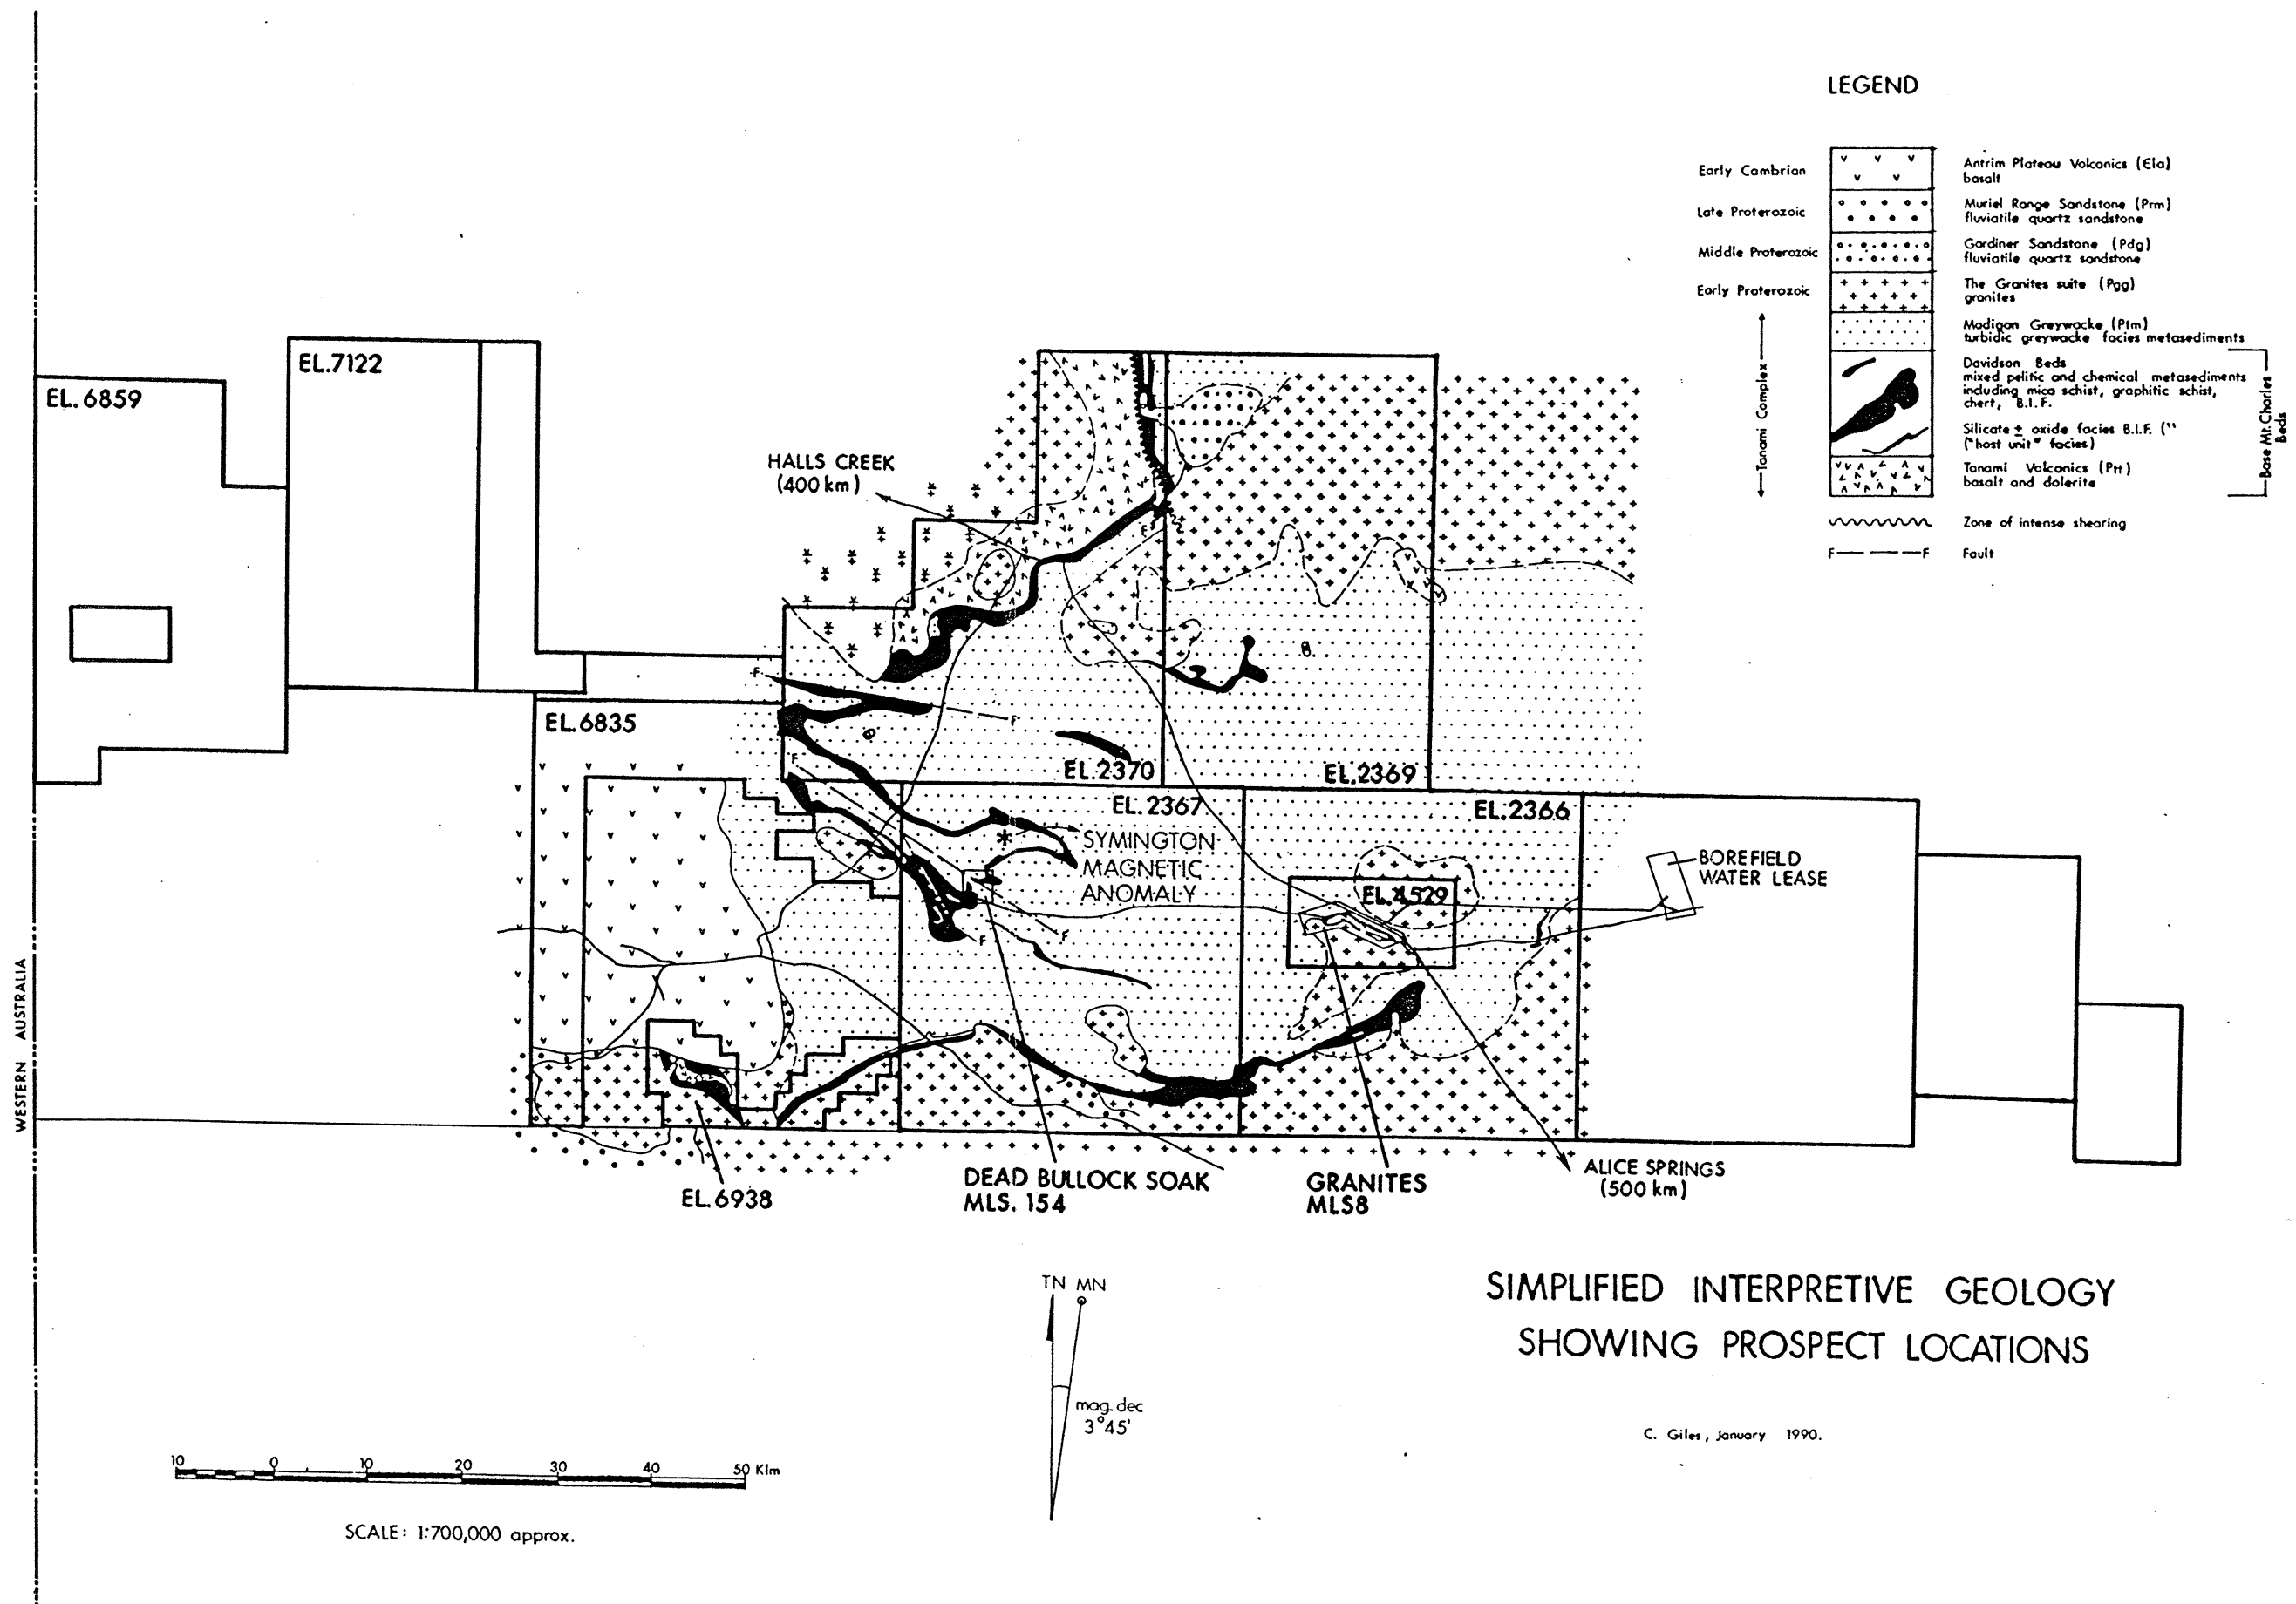 LEGEND
Early Cambrian
Antrim Plateau Volcanics (Єla)
basalt
Late Proterozoic
Muriel Range Sandstone (Prm)
fluviatile quartz sandstone
Middle Proterozoic
Gardiner Sandstone (Pdg)
fluviatile quartz sandstone
Early Proterozoic
The Granites suite (Pgg)
granites
Madigan Greywacke (Ptm)
turbidic greywacke facies metasediments
Davidson Beds
mixed pelitic and chemical metasediments
including mica schist, graphitic schist,
chert, B.I.F.
Silicate ± oxide facies B.I.F. ("
("host unit" facies)
Tanami Volcanics (Ptt)
basalt and dolerite
Tanami Complex
Base Mt. Charles
Beds
Zone of intense shearing
F — — — F
Fault
EL. 6859
EL.7122
HALLS CREEK
(400 km)
F
F
F
EL.6835
F
EL.2370
EL.2369
EL.2367
EL.2366
SYMINGTON
MAGNETIC
ANOMALY
BOREFIELD
WATER LEASE
EL.4529
F
F
WESTERN AUSTRALIA
EL.6938
DEAD BULLOCK SOAK
MLS. 154
GRANITES
MLS8
ALICE SPRINGS
(500 km)
TN MN
mag. dec
3°45'
SIMPLIFIED INTERPRETIVE GEOLOGY
SHOWING PROSPECT LOCATIONS
C. Giles, January 1990.
10 0 10 20 30 40 50 Klm
SCALE: 1:700,000 approx.